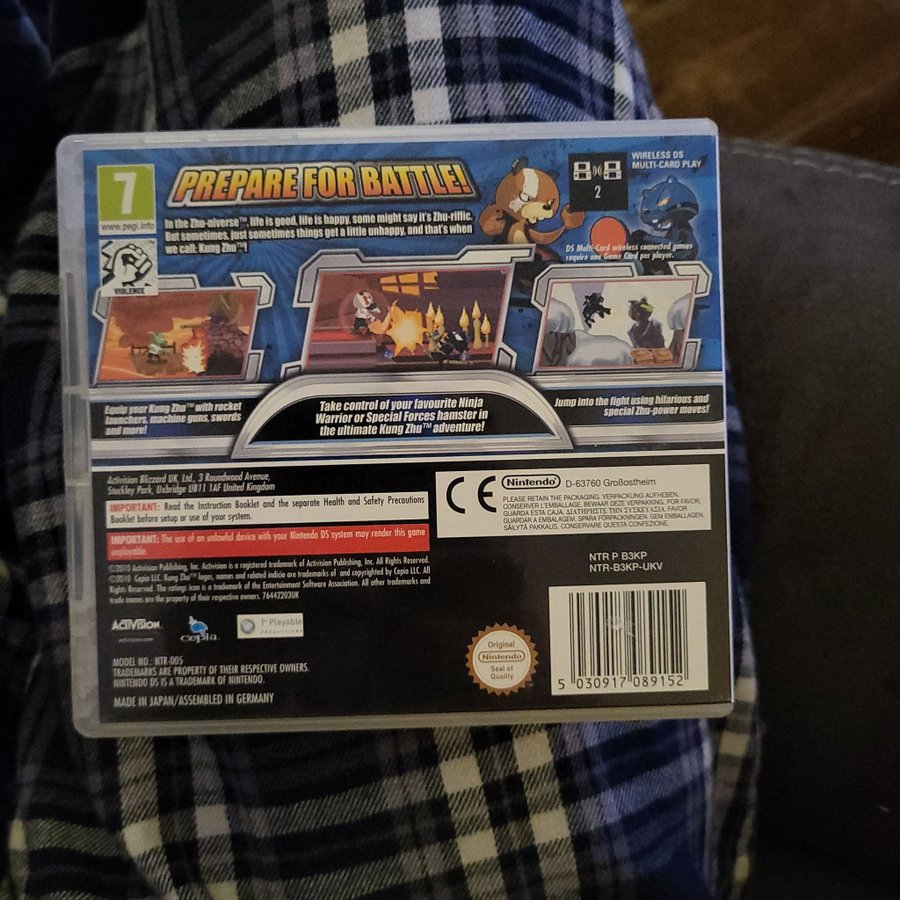 7
www.pegi.info
VIOLENCE
PREPARE FOR BATTLE!
In the Zhu-niverse™, life is good, life is happy, some might say it's Zhu-riffic.
But sometimes, just sometimes things get a little unhappy, and that's when
we call: Kung Zhu™!
2
WIRELESS DS
MULTI-CARD PLAY
DS Multi-Card wireless connected games
require one Game Card per player.
Equip your Kung Zhu™ with rocket
launchers, machine guns, swords
and more!
Take control of your favourite Ninja
Warrior or Special Forces hamster in
the ultimate Kung Zhu™ adventure!
Jump into the fight using hilarious and
special Zhu-power moves!
Activision Blizzard UK, Ltd., 3 Roundwood Avenue,
Stockley Park, Uxbridge UB11 1AF United Kingdom
IMPORTANT: Read the Instruction Booklet and the separate Health and Safety Precautions
Booklet before setup or use of your system.
IMPORTANT: The use of an unlawful device with your Nintendo DS system may render this game
unplayable.
©2010 Activision Publishing, Inc. Activision is a registered trademark of Activision Publishing, Inc. All Rights Reserved.
©2010 Cepia LLC. Kung Zhu™ logos, names and related indicia are trademarks of and copyrighted by Cepia LLC. All
Rights Reserved. The ratings icon is a trademark of the Entertainment Software Association. All other trademarks and
trade names are the property of their respective owners. 76442203UK
CE
Nintendo®
D-63760 Großostheim
PLEASE RETAIN THE PACKAGING. VERPACKUNG AUFHEBEN.
CONSERVER L'EMBALLAGE. BEWAAR DEZE VERPAKKING. POR FAVOR,
GUARDA ESTA CAJA. ΔΙΑΤΗΡΗΣΤΕ ΤΗΝ ΣΥΣΚΕΥΑΣΙΑ. FAVOR
GUARDAR A EMBALAGEM. SPARA FÖRPACKNINGEN. GEM EMBALLAGEN.
SÄILYTÄ PAKKAUS. CONSERVARE QUESTA CONFEZIONE.
NTR P B3KP
NTR-B3KP-UKV
ACTIVISION.
activision.com
cepia
1st Playable
PRODUCTIONS
Original
Nintendo
Seal of
Quality
5 030917 089152
MODEL NO.: NTR-005
TRADEMARKS ARE PROPERTY OF THEIR RESPECTIVE OWNERS.
NINTENDO DS IS A TRADEMARK OF NINTENDO.
MADE IN JAPAN/ASSEMBLED IN GERMANY